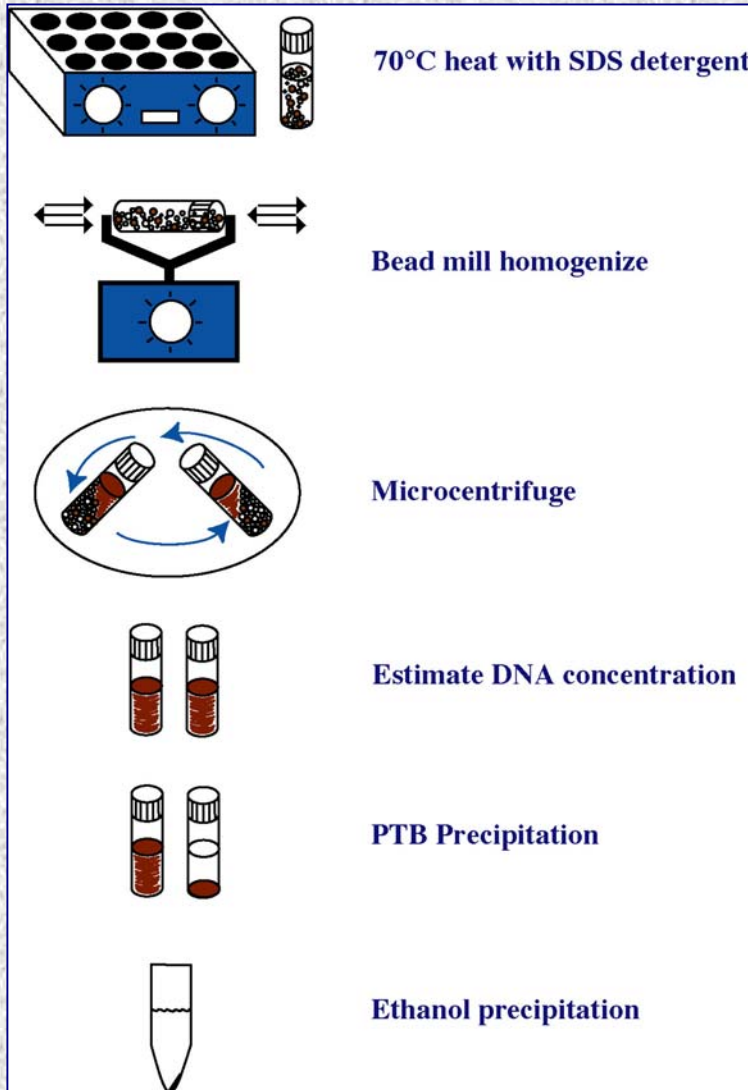 70°C heat with SDS detergent
Bead mill homogenize
Microcentrifuge
Estimate DNA concentration
PTB Precipitation
Ethanol precipitation